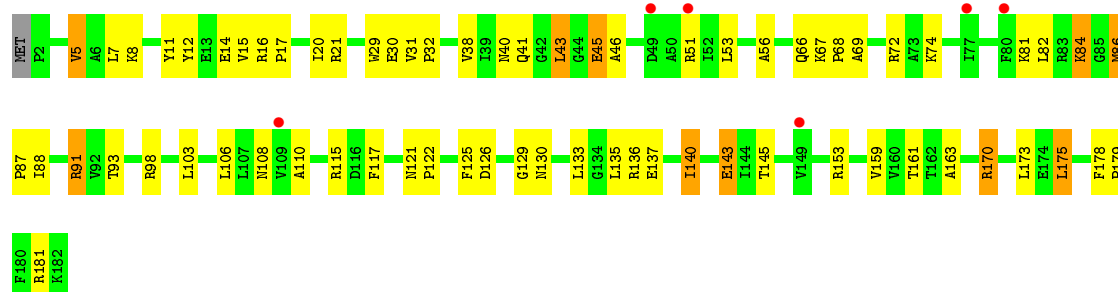 MET P2 V5 A6 L7 K8 Y11 Y12 E13 E14 V15 R16 P17 I20 R21 W29 E30 V31 P32 V38 I39 N40 Q41 G42 L43 G44 E45 A46 D49 A50 R51 I52 L53 A56 Q66 K67 P68 A69 R72 A73 K74 I77 F80 K81 L82 R83 K84 G85 M86
P87 I88 R91 V92 T93 R98 L103 L106 L107 N108 V109 A110 R115 D116 F117 N121 P122 F125 D126 G129 N130 L133 G134 L135 R136 E137 I140 E143 I144 T145 V149 R153 V159 V160 T161 T162 A163 R170 L173 E174 L175 F178
F180 R181 K182